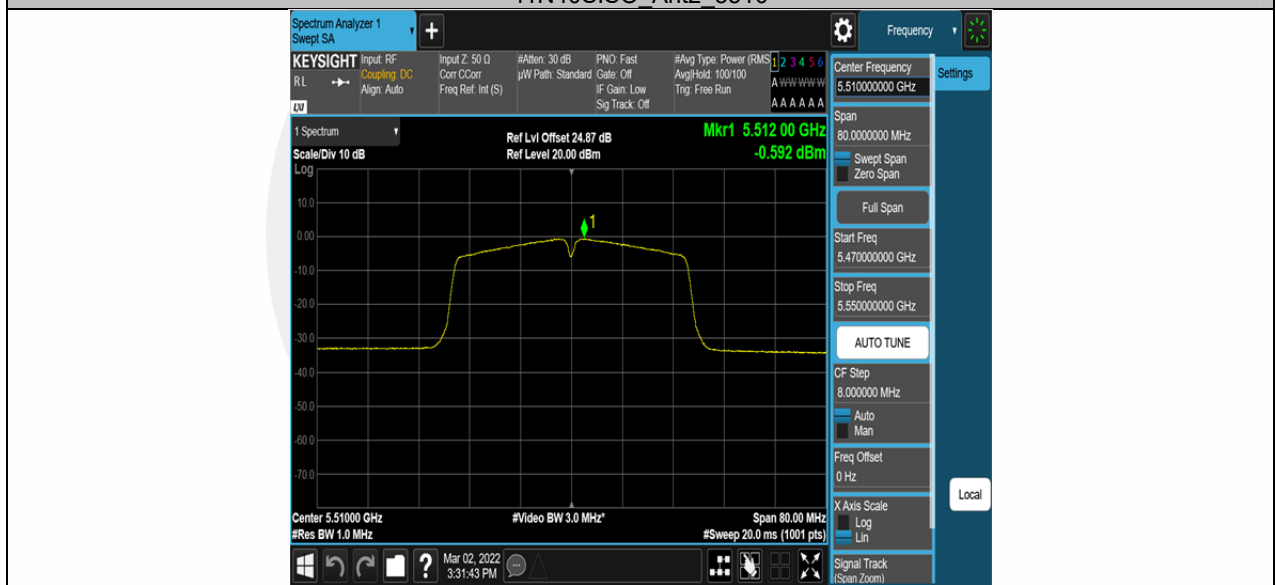 Spectrum Analyzer 1
Swept SA
+
Frequency
KEYSIGHT
RL
LXI
Input: RF
Coupling: DC
Align: Auto
Input Z: 50 Ω
Corr CCorr
Freq Ref: Int (S)
#Atten: 30 dB
µW Path: Standard
PNO: Fast
Gate: Off
IF Gain: Low
Sig Track: Off
#Avg Type: Power (RMS
Avg|Hold: 100/100
Trig: Free Run
1 2 3 4 5 6
A W W W W W
A A A A A A
Center Frequency
5.510000000 GHz
Settings
1 Spectrum
Scale/Div 10 dB
Log
Ref Lvl Offset 24.87 dB
Ref Level 20.00 dBm
Mkr1 5.512 00 GHz
-0.592 dBm
Span
80.0000000 MHz
Swept Span
Zero Span
Full Span
Start Freq
5.470000000 GHz
Stop Freq
5.550000000 GHz
AUTO TUNE
CF Step
8.000000 MHz
Auto
Man
Freq Offset
0 Hz
X Axis Scale
Log
Lin
Signal Track
(Span Zoom)
Local
10.0
0.00
-10.0
-20.0
-30.0
-40.0
-50.0
-60.0
-70.0
1
Center 5.51000 GHz
#Res BW 1.0 MHz
#Video BW 3.0 MHz*
Span 80.00 MHz
#Sweep 20.0 ms (1001 pts)
?
Mar 02, 2022
3:31:43 PM